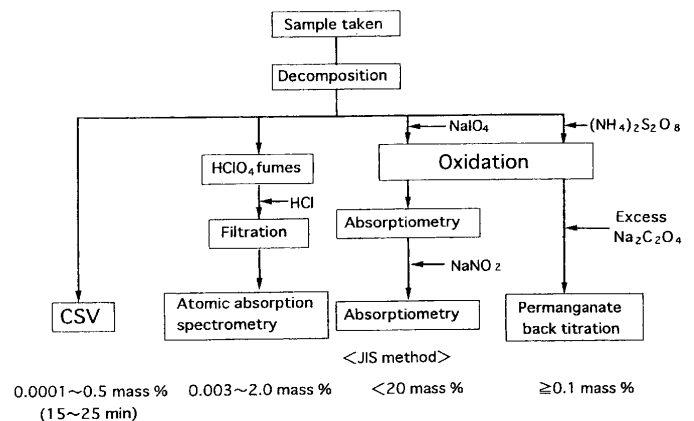 Sample taken
Decomposition
NaIO₄
(NH₄)₂S₂O₈
HClO₄ fumes
Oxidation
HCl
Absorptiometry
Filtration
Excess
Na₂C₂O₄
NaNO₂
CSV
Atomic absorption
spectrometry
Absorptiometry
Permanganate
back titration
<JIS method>
0.0001~0.5 mass %
0.003~2.0 mass %
<20 mass %
≧0.1 mass %
(15~25 min)